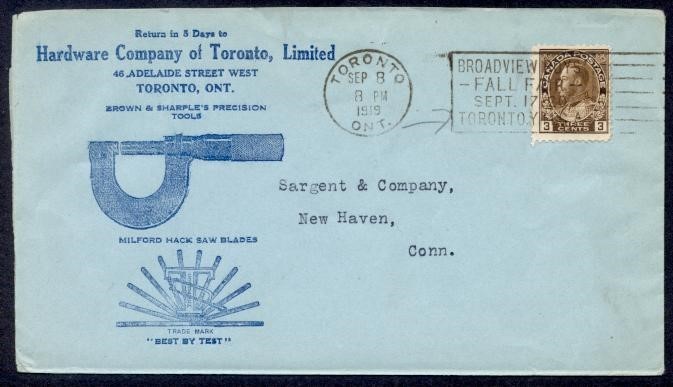 Return in 5 Days to
Hardware Company of Toronto, Limited
46 ADELAIDE STREET WEST
TORONTO, ONT.
BROWN & SHARPLE'S PRECISION
TOOLS
MILFORD HACK SAW BLADES
TRADE MARK
"BEST BY TEST"
TORONTO
SEP 8
8 PM
1919
ONT.
BROADVIEW
-FALL F
SEPT. 17
TORONTO.Y
CANADA POSTAGE
3 THREE CENTS 3
Sargent & Company,
New Haven,
Conn.